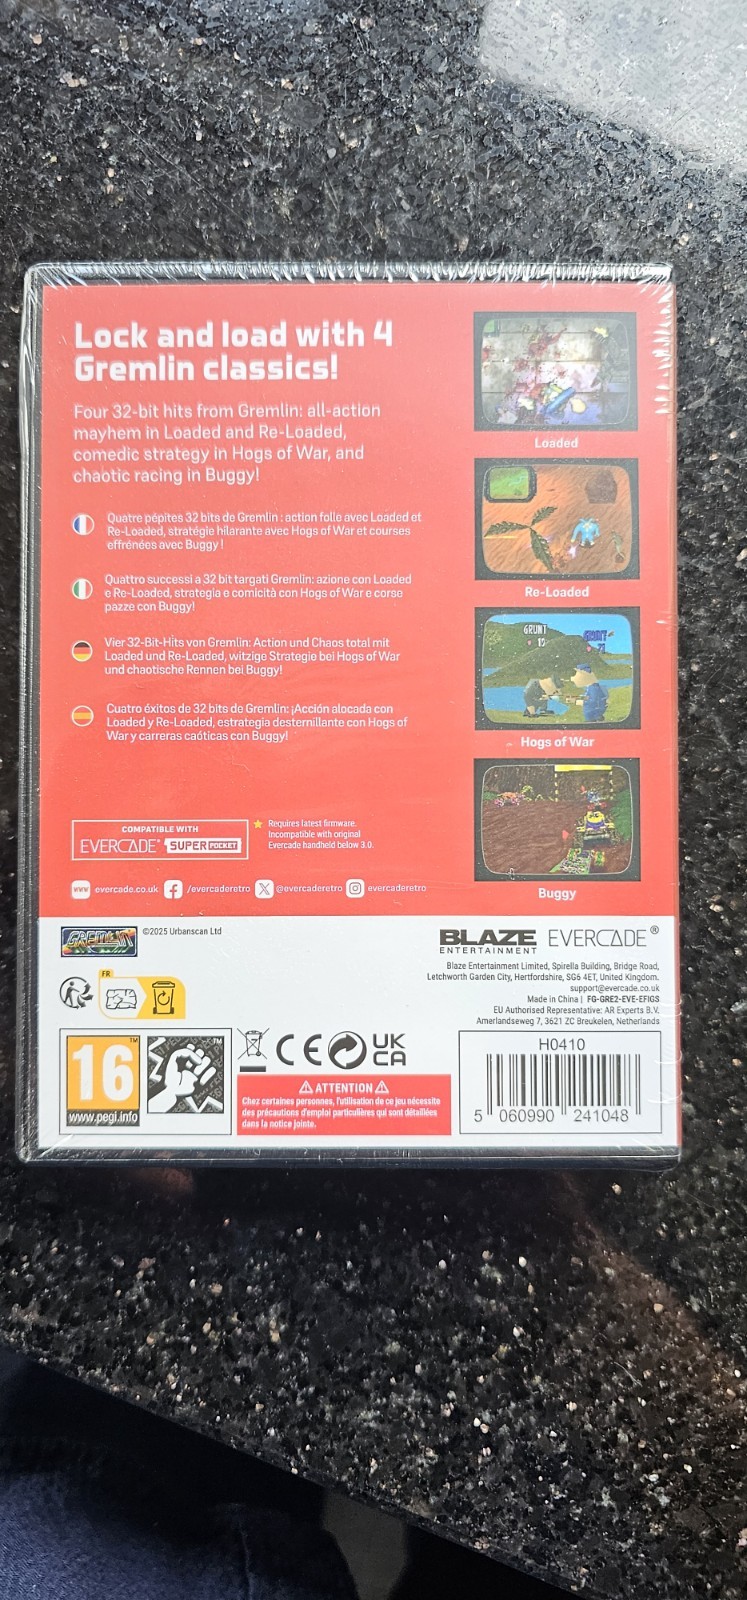 Lock and load with 4
Gremlin classics!
Four 32-bit hits from Gremlin: all-action
mayhem in Loaded and Re-Loaded,
comedic strategy in Hogs of War, and
chaotic racing in Buggy!
Quatre pépites 32 bits de Gremlin : action folle avec Loaded et
Re-Loaded, stratégie hilarante avec Hogs of War et courses
effrénées avec Buggy !
Quattro successi a 32 bit targati Gremlin: azione con Loaded
e Re-Loaded, strategia e comicità con Hogs of War e corse
pazze con Buggy!
Vier 32-Bit-Hits von Gremlin: Action und Chaos total mit
Loaded und Re-Loaded, witzige Strategie bei Hogs of War
und chaotische Rennen bei Buggy!
Cuatro éxitos de 32 bits de Gremlin: ¡Acción alocada con
Loaded y Re-Loaded, estrategia desternillante con Hogs of
War y carreras caóticas con Buggy!
Loaded
Re-Loaded
GRUNT
Hogs of War
Buggy
COMPATIBLE WITH
EVERCADE SUPER POCKET
Requires latest firmware.
Incompatible with original
Evercade handheld below 3.0.
www evercade.co.uk /evercaderetro @evercaderetro evercaderetro
GREMLIN
©2025 Urbanscan Ltd
BLAZE ENTERTAINMENT
EVERCADE®
Blaze Entertainment Limited, Spirella Building, Bridge Road,
Letchworth Garden City, Hertfordshire, SG6 4ET, United Kingdom.
support@evercade.co.uk
Made in China | FG-GRE2-EVE-EFIGS
EU Authorised Representative: AR Experts B.V.
Amerlandseweg 7, 3621 ZC Breukelen, Netherlands
FR
16
www.pegi.info
™
CE
UK
CA
ATTENTION
Chez certaines personnes, l'utilisation de ce jeu nécessite
des précautions d'emploi particulières qui sont détaillées
dans la notice jointe.
H0410
5 060990 241048